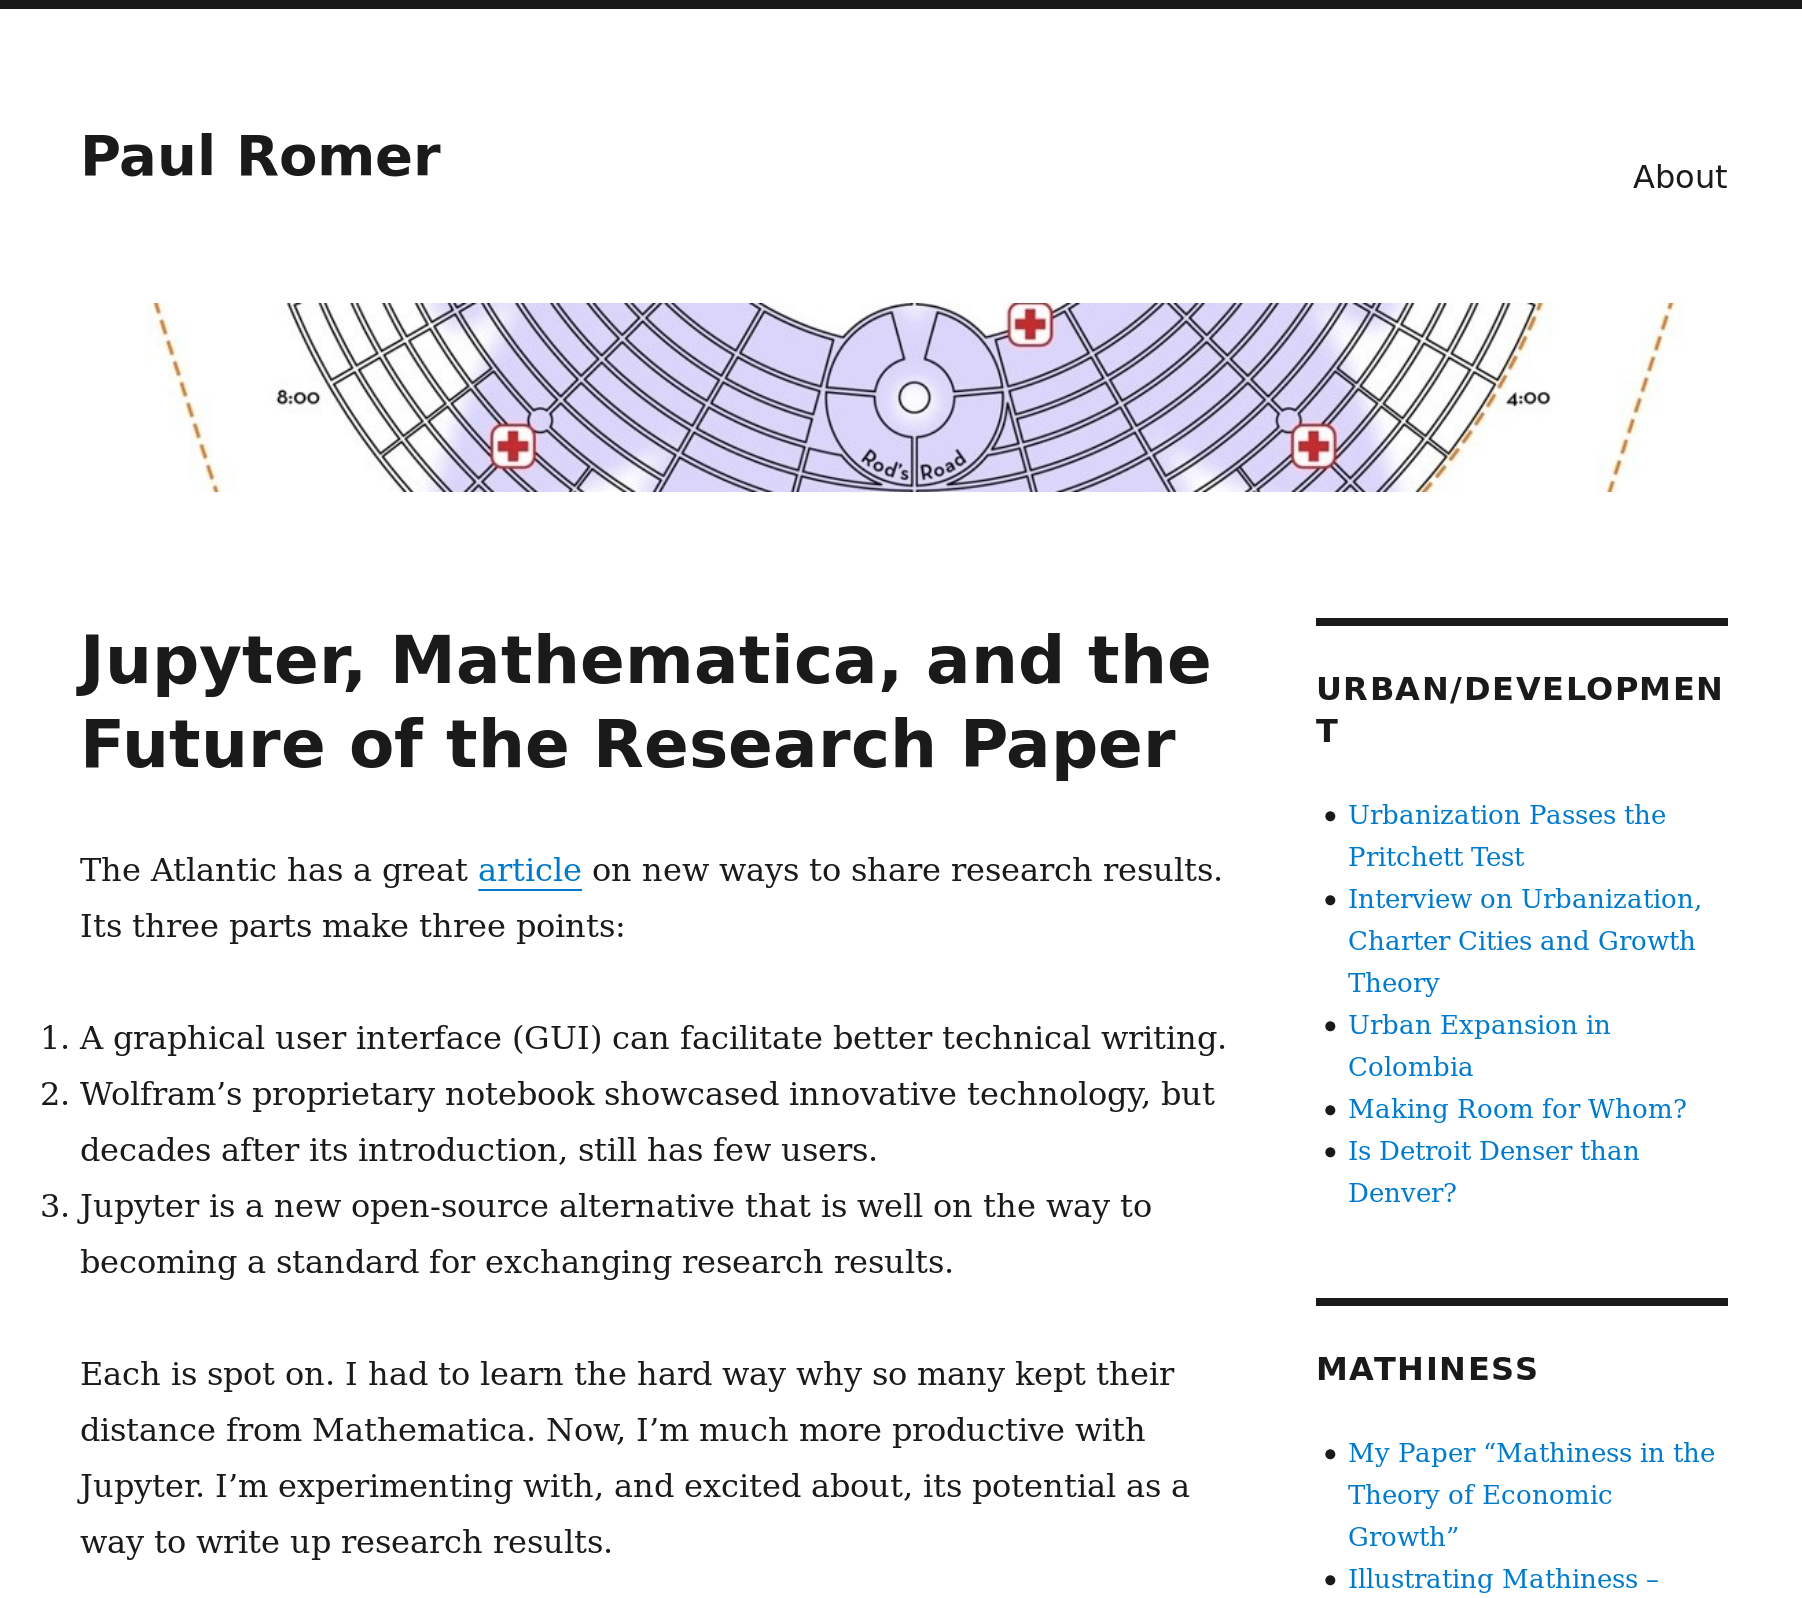 Paul Romer
About
8:00
4:00
Rod's Road
Jupyter, Mathematica, and the
Future of the Research Paper
The Atlantic has a great article on new ways to share research results.
Its three parts make three points:
1. A graphical user interface (GUI) can facilitate better technical writing.
2. Wolfram’s proprietary notebook showcased innovative technology, but
decades after its introduction, still has few users.
3. Jupyter is a new open-source alternative that is well on the way to
becoming a standard for exchanging research results.
Each is spot on. I had to learn the hard way why so many kept their
distance from Mathematica. Now, I’m much more productive with
Jupyter. I’m experimenting with, and excited about, its potential as a
way to write up research results.
URBAN/DEVELOPMEN
T
• Urbanization Passes the
Pritchett Test
• Interview on Urbanization,
Charter Cities and Growth
Theory
• Urban Expansion in
Colombia
• Making Room for Whom?
• Is Detroit Denser than
Denver?
MATHINESS
• My Paper “Mathiness in the
Theory of Economic
Growth”
• Illustrating Mathiness –